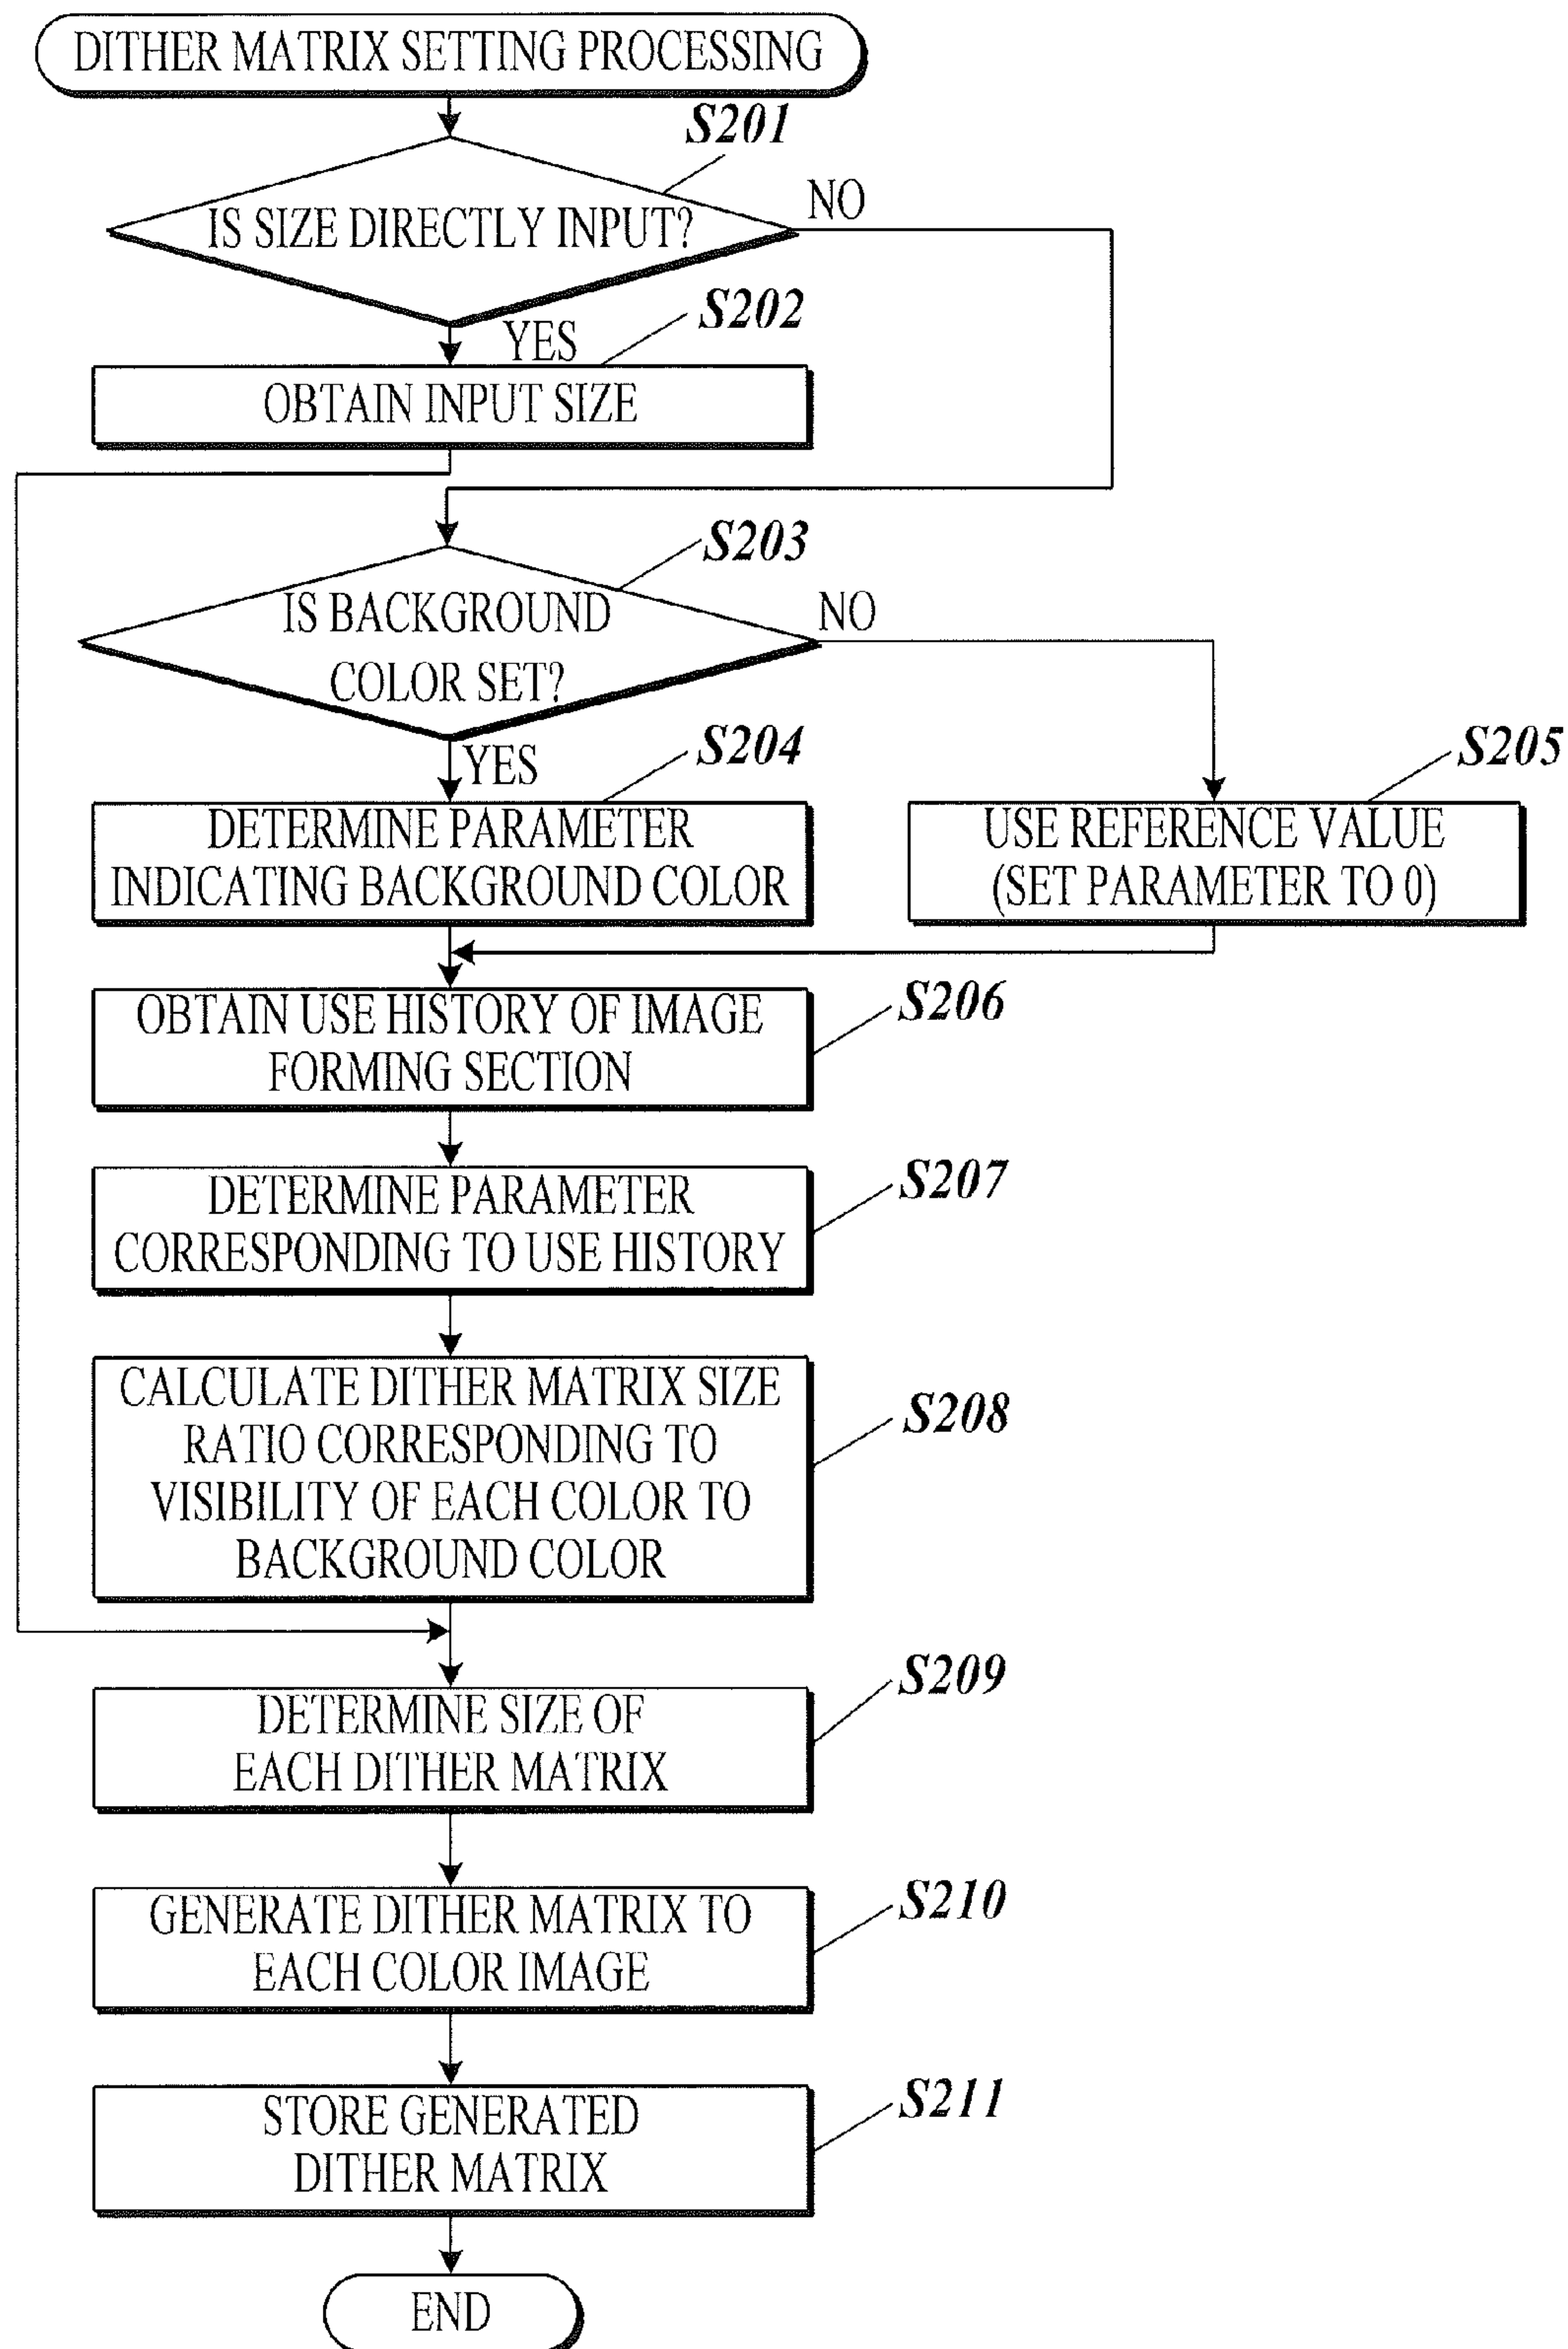 DITHER MATRIX SETTING PROCESSING
S201
IS SIZE DIRECTLY INPUT?
NO
S202
YES
OBTAIN INPUT SIZE
S203
IS BACKGROUND
COLOR SET?
NO
S204
YES
S205
DETERMINE PARAMETER
INDICATING BACKGROUND COLOR
USE REFERENCE VALUE
(SET PARAMETER TO 0)
S206
OBTAIN USE HISTORY OF IMAGE
FORMING SECTION
S207
DETERMINE PARAMETER
CORRESPONDING TO USE HISTORY
S208
CALCULATE DITHER MATRIX SIZE
RATIO CORRESPONDING TO
VISIBILITY OF EACH COLOR TO
BACKGROUND COLOR
S209
DETERMINE SIZE OF
EACH DITHER MATRIX
S210
GENERATE DITHER MATRIX TO
EACH COLOR IMAGE
S211
STORE GENERATED
DITHER MATRIX
END